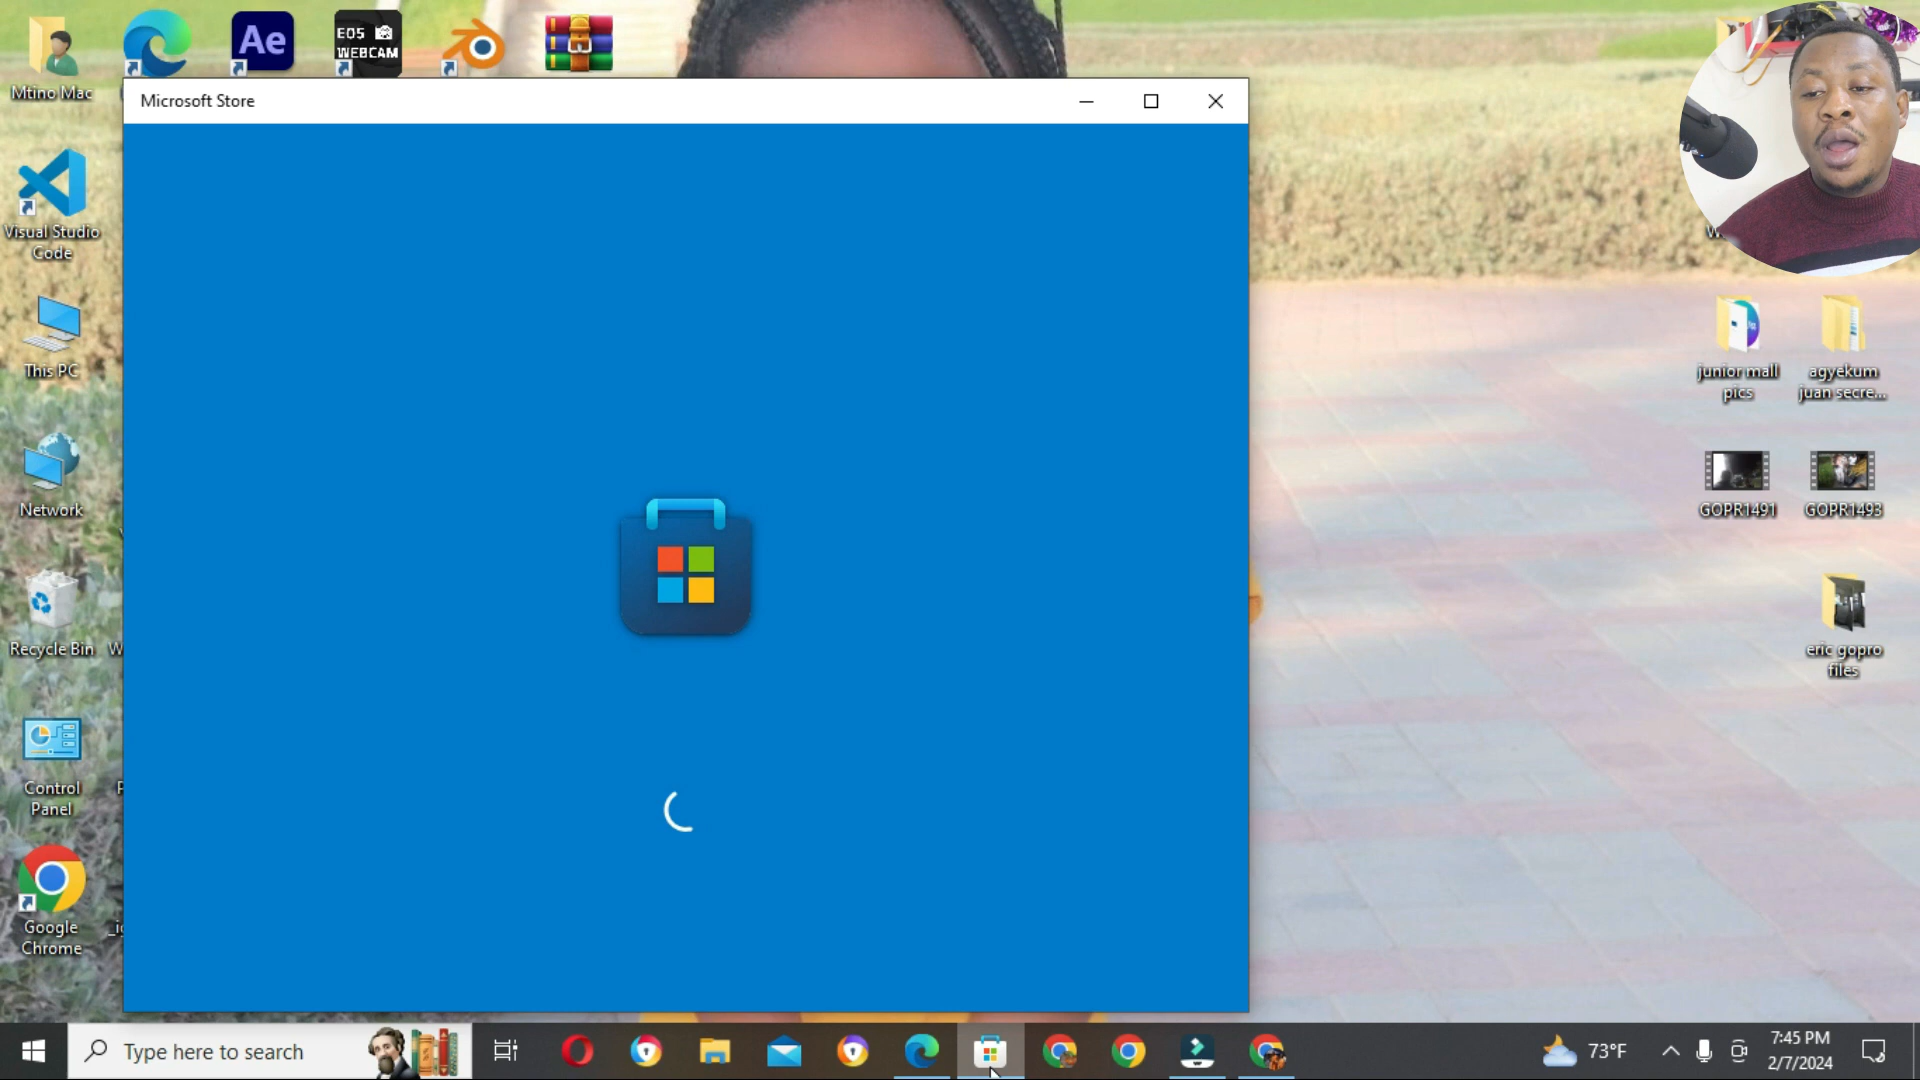 Ae
EOS
WEBCAM
Mtino Mac
Microsoft Store
Visual Studio
Code
This PC
junior mall
pics
agyekum
juan secre...
Network
GOPR1491
GOPR1493
Recycle Bin
W
eric gopro
files
Control
Panel
P
Google
Chrome
Type here to search
73°F
7:45 PM
2/7/2024